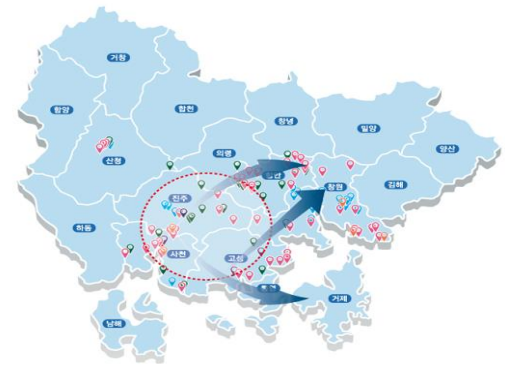 거창
함양
합천
창녕
밀양
양산
산청
의령
함안
창원
김해
진주
하동
사천
고성
통영
거제
남해